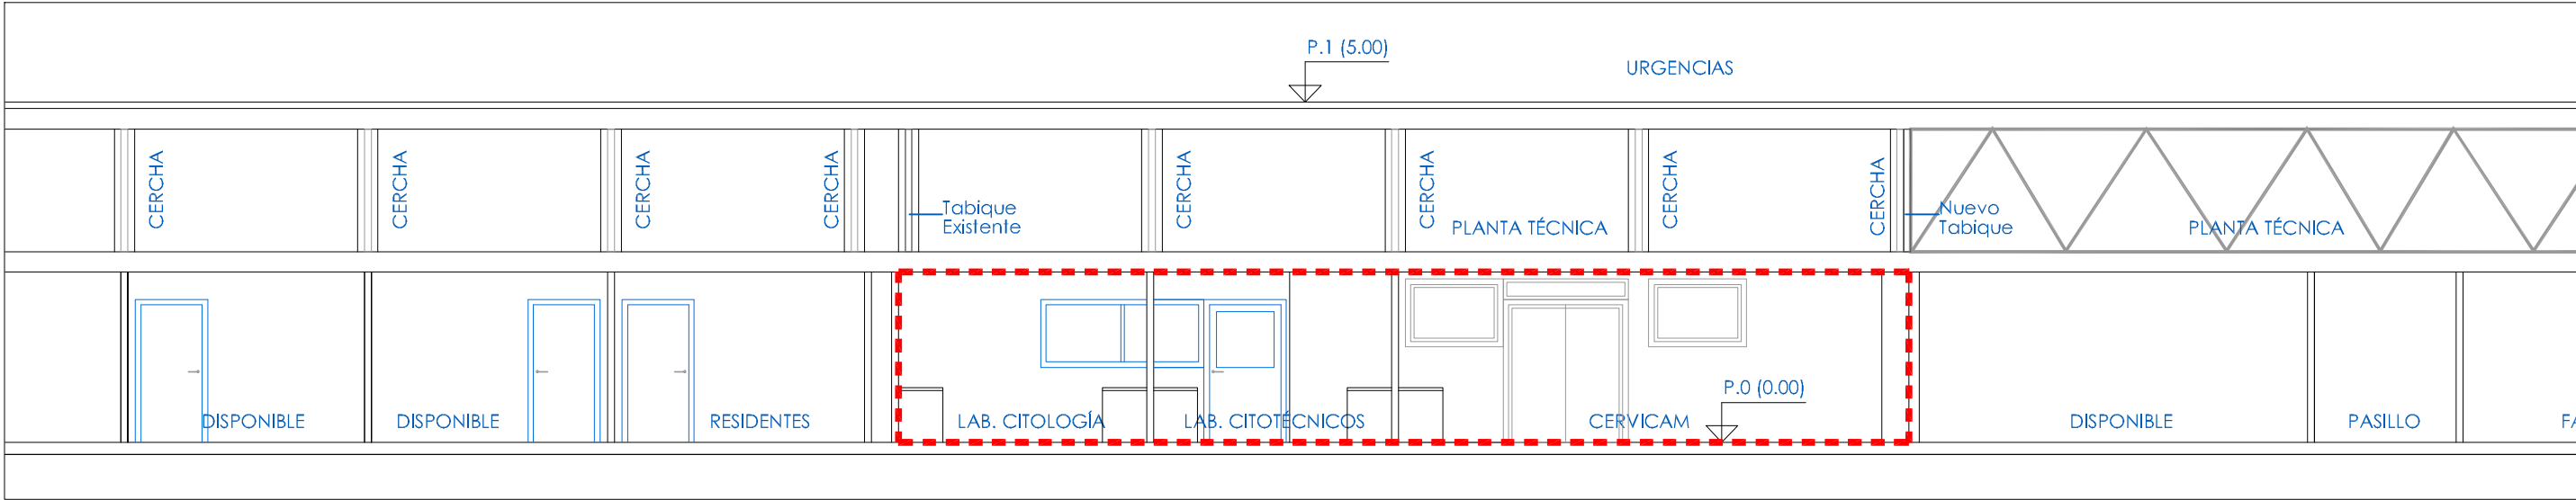 P.1 (5.00)
URGENCIAS
CERCHA
CERCHA
CERCHA
CERCHA
Tabique
Existente
CERCHA
CERCHA
PLANTA TÉCNICA
CERCHA
CERCHA
Nuevo
Tabique
PLANTA TÉCNICA
P.0 (0.00)
DISPONIBLE
DISPONIBLE
RESIDENTES
LAB. CITOLOGÍA
LAB. CITOTÉCNICOS
CERVICAM
DISPONIBLE
PASILLO